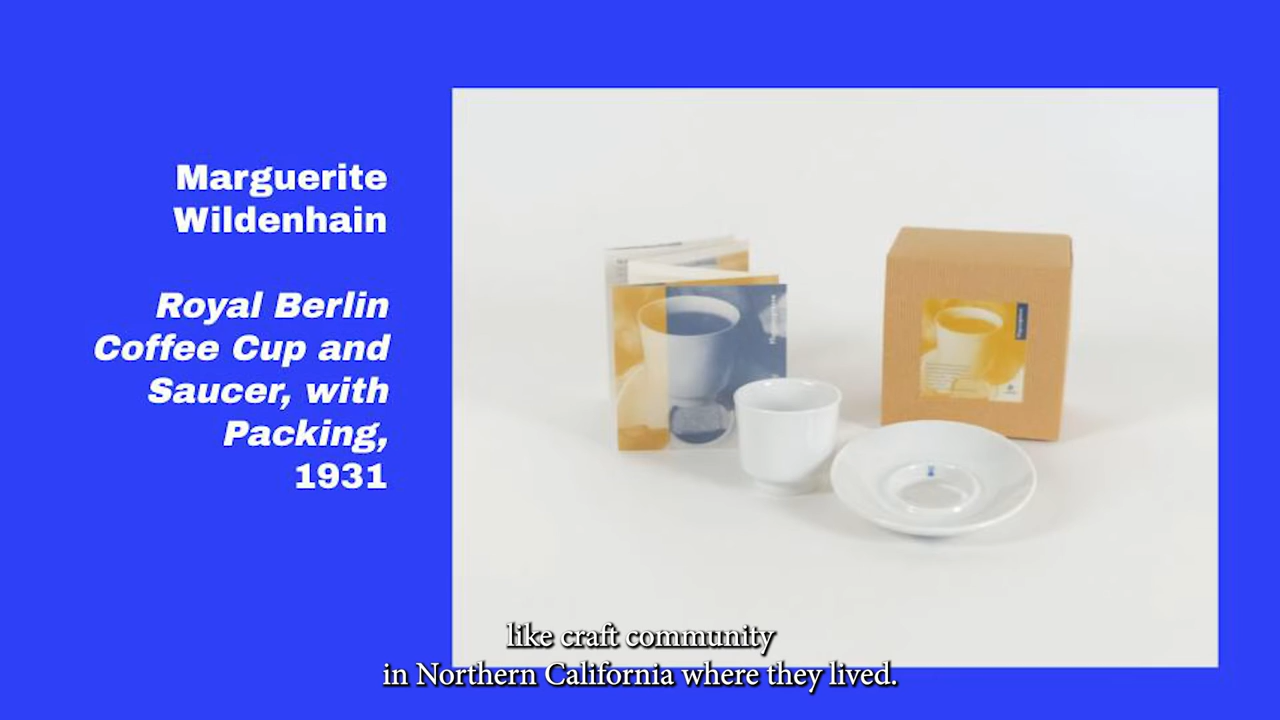 Marguerite
Wildenhain
Royal Berlin
Coffee Cup and
Saucer, with
Packing,
1931
like craft community
in Northern California where they lived.